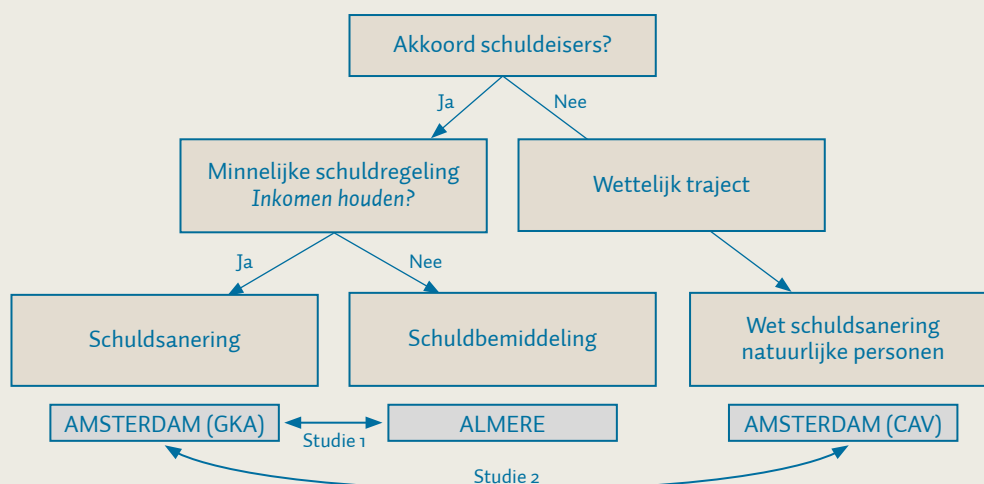 Akkoord schuldeisers?
Ja
Nee
Minnelijke schuldregeling
Inkomen houden?
Wettelijk traject
Ja
Nee
Schuldsanering
Schuldbemiddeling
Wet schuldsanering
natuurlijke personen
AMSTERDAM (GKA)
ALMERE
AMSTERDAM (CAV)
Studie 1
Studie 2